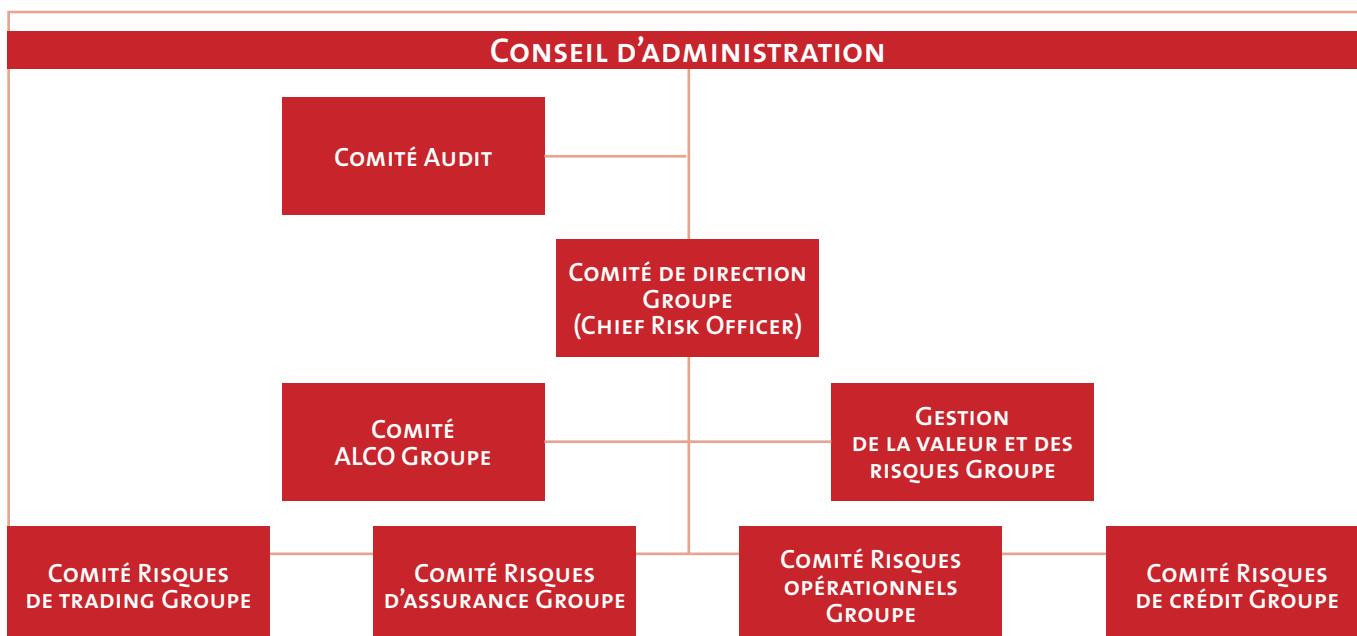 Conseil d’administration
Comité Audit
Comité de direction
Groupe
(Chief Risk Officer)
Comité
ALCO Groupe
Gestion
de la valeur et des
risques Groupe
Comité Risques
de trading Groupe
Comité Risques
d'assurance Groupe
Comité Risques
opérationnels
Groupe
Comité Risques
de crédit Groupe